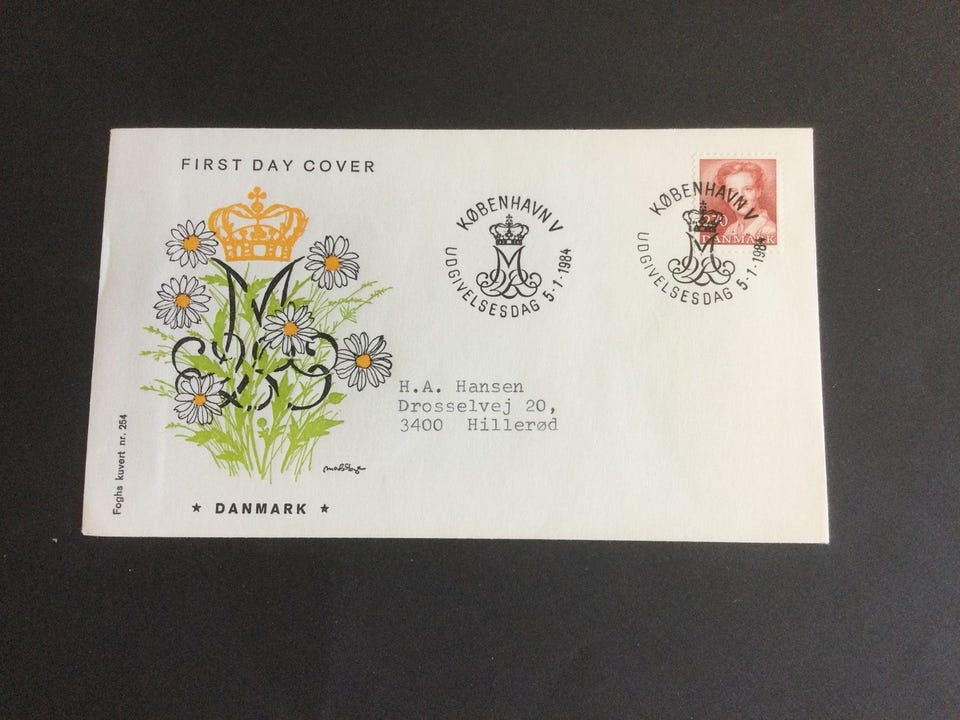 FIRST DAY COVER
KØBENHAVN V
UDGIVELSESDAG 5-1-1984
KØBENHAVN V
UDGIVELSESDAG 5-1-1984
DANMARK
H.A. Hansen
Drosselvej 20,
3400 Hillerød
Foghs kuvert nr. 254
★ DANMARK ★